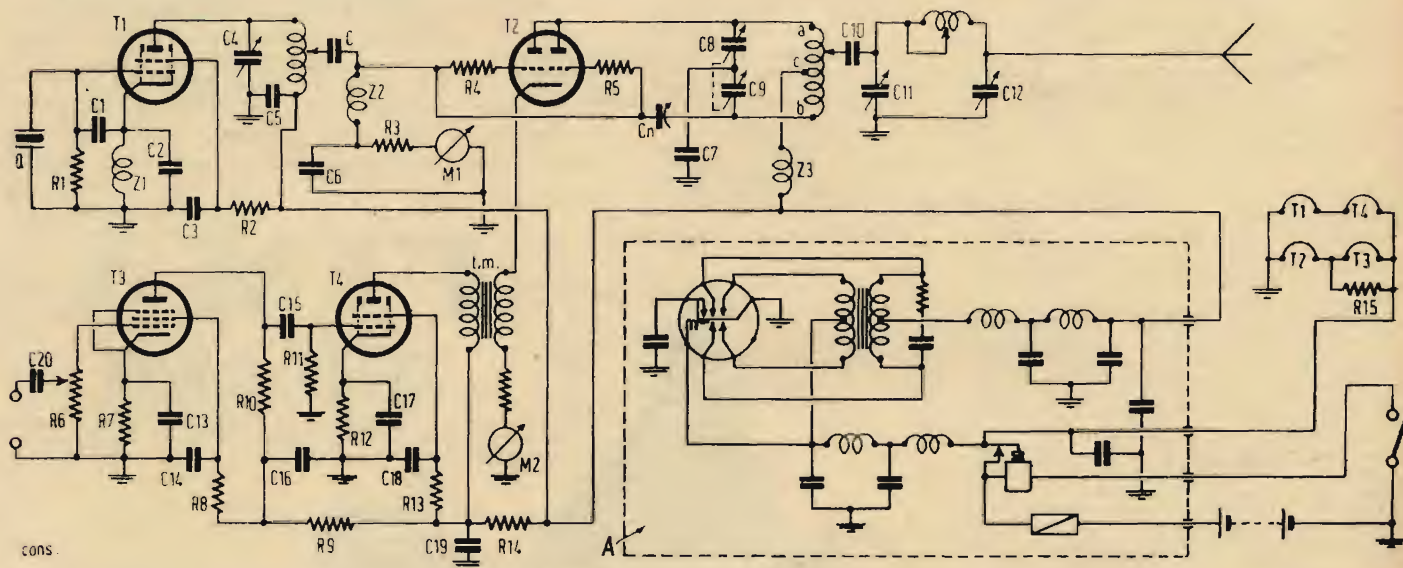 T1
C4
C
T2
C8
a
C10
R4
R5
c
C9
C11
C12
C1
C5
Z2
b
Q
R1
C2
Z1
R3
Cn
C7
Z3
C6
M1
C3
R2
T1
T4
T3
T4
t.m.
T2
T3
C15
R15
C20
R11
R6
R7
C13
R10
R12
C17
M2
C14
C16
C18
R8
R13
R9
C19
R14
A
cons.